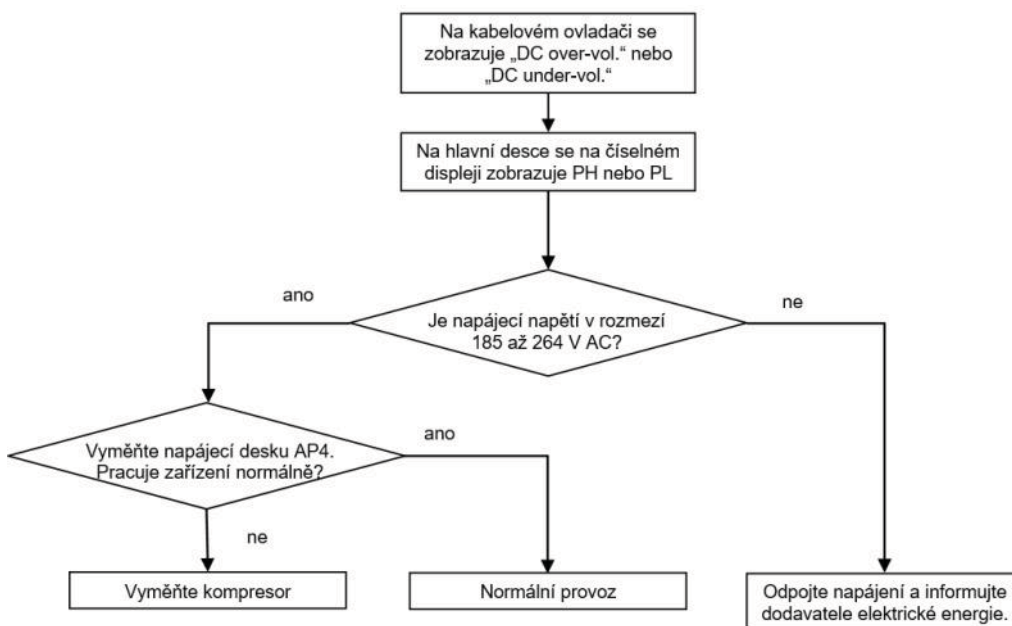 Na kabelovém ovladači se
zobrazuje „DC over-vol.“ nebo
„DC under-vol.“
Na hlavní desce se na číselném
displeji zobrazuje PH nebo PL
ano
ne
Je napájecí napětí v rozmezí
185 až 264 V AC?
Vyměňte napájecí desku AP4.
Pracuje zařízení normálně?
ano
ne
Vyměňte kompresor
Normální provoz
Odpojte napájení a informujte
dodavatele elektrické energie.